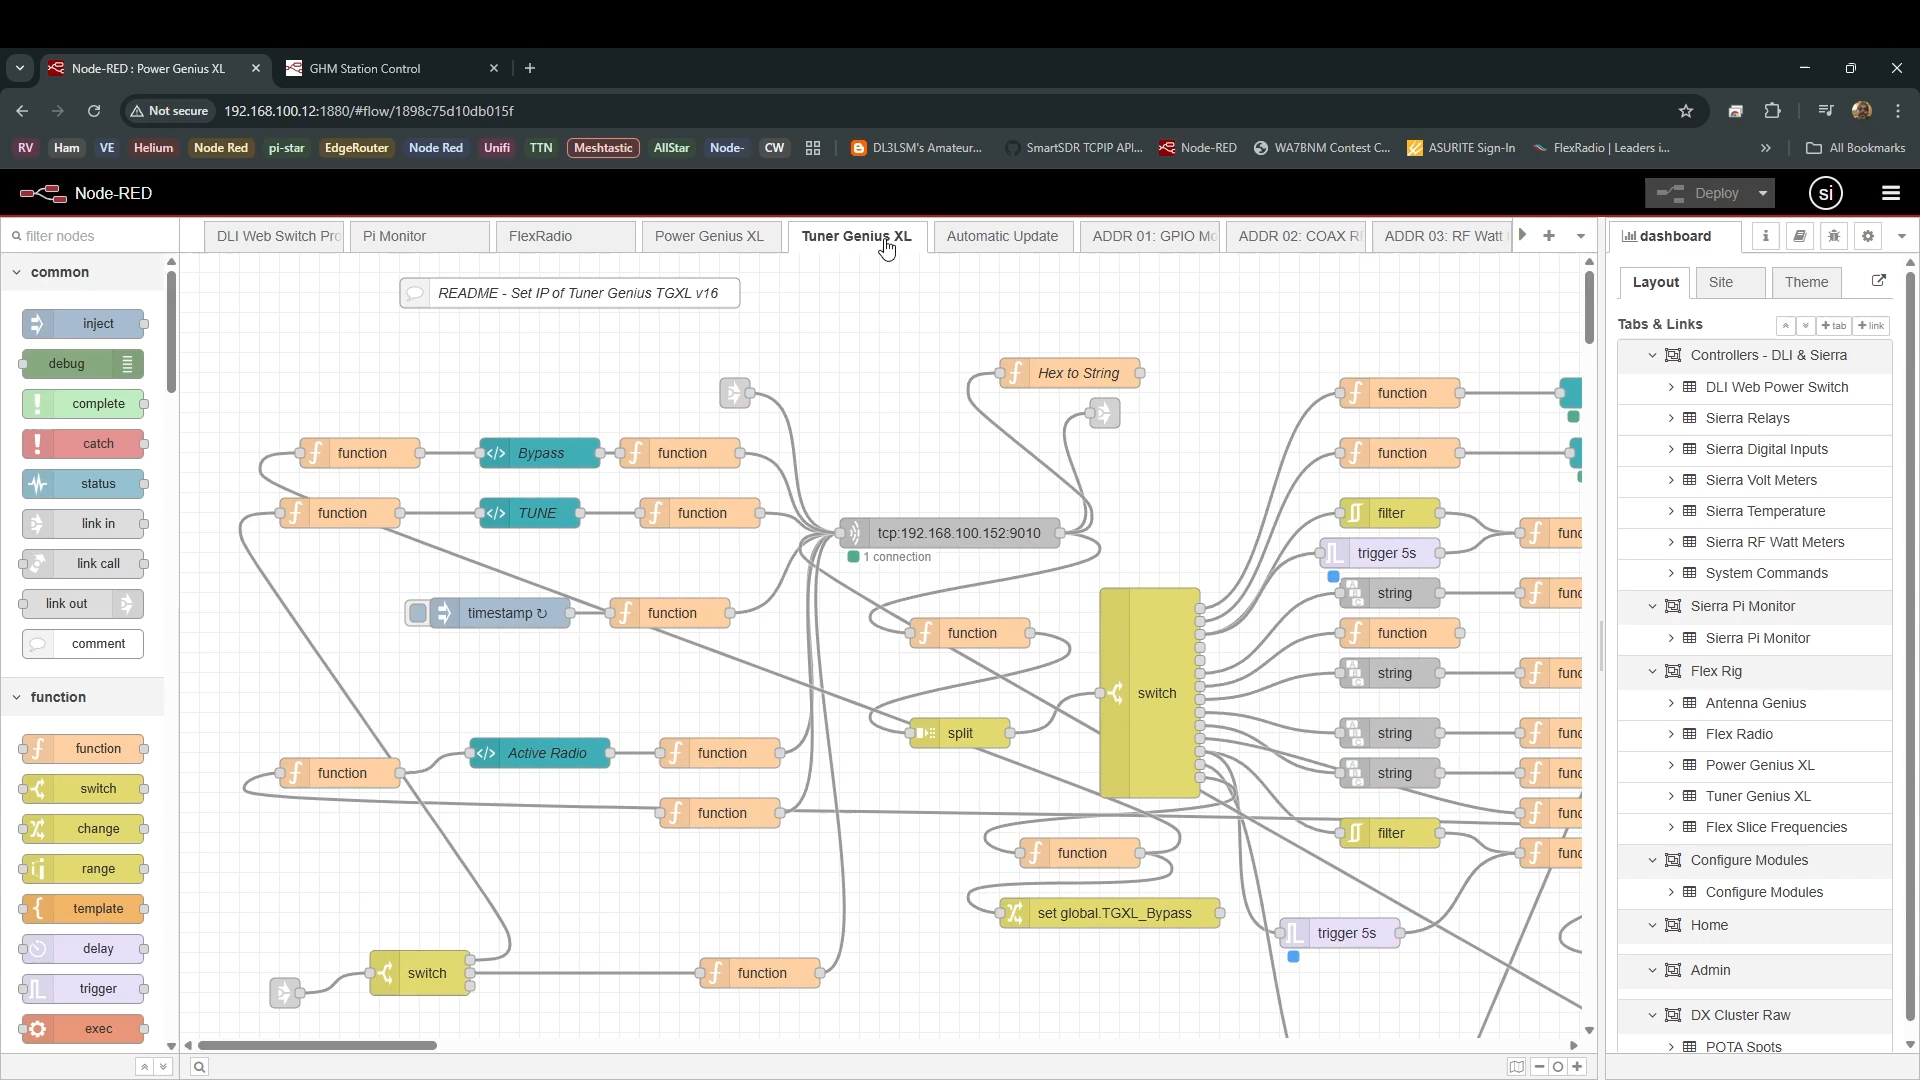 Node-RED : Power Genius XL
GHM Station Control
Not secure
192.168.100.12:1880/#flow/1898c75d10db015f
RV
Ham
VE
Helium
Node Red
pi-star
EdgeRouter
Node Red
Unifi
TTN
Meshtastic
AllStar
Node-
CW
DL3LSM's Amateur...
SmartSDR TCPIP API...
Node-RED
WA7BNM Contest C...
ASURITE Sign-In
FlexRadio | Leaders i...
All Bookmarks
Node-RED
Deploy
si
filter nodes
DLI Web Switch Pro
Pi Monitor
FlexRadio
Power Genius XL
Tuner Genius XL
Automatic Update
ADDR 01: GPIO Mo
ADDR 02: COAX R
ADDR 03: RF Watt
dashboard
common
inject
debug
complete
catch
status
link in
link call
link out
comment
function
function
switch
change
range
template
delay
trigger
exec
README - Set IP of Tuner Genius TGXL v16
Hex to String
function
function
Bypass
function
function
function
TUNE
function
filter
func
tcp:192.168.100.152:9010
1 connection
trigger 5s
string
func
timestamp ↻
function
function
function
string
func
switch
split
string
func
function
Active Radio
function
string
func
function
func
filter
func
function
set global.TGXL_Bypass
trigger 5s
switch
function
Layout
Site
Theme
Tabs & Links
+ tab
+ link
Controllers - DLI & Sierra
DLI Web Power Switch
Sierra Relays
Sierra Digital Inputs
Sierra Volt Meters
Sierra Temperature
Sierra RF Watt Meters
System Commands
Sierra Pi Monitor
Sierra Pi Monitor
Flex Rig
Antenna Genius
Flex Radio
Power Genius XL
Tuner Genius XL
Flex Slice Frequencies
Configure Modules
Configure Modules
Home
Admin
DX Cluster Raw
POTA Spots